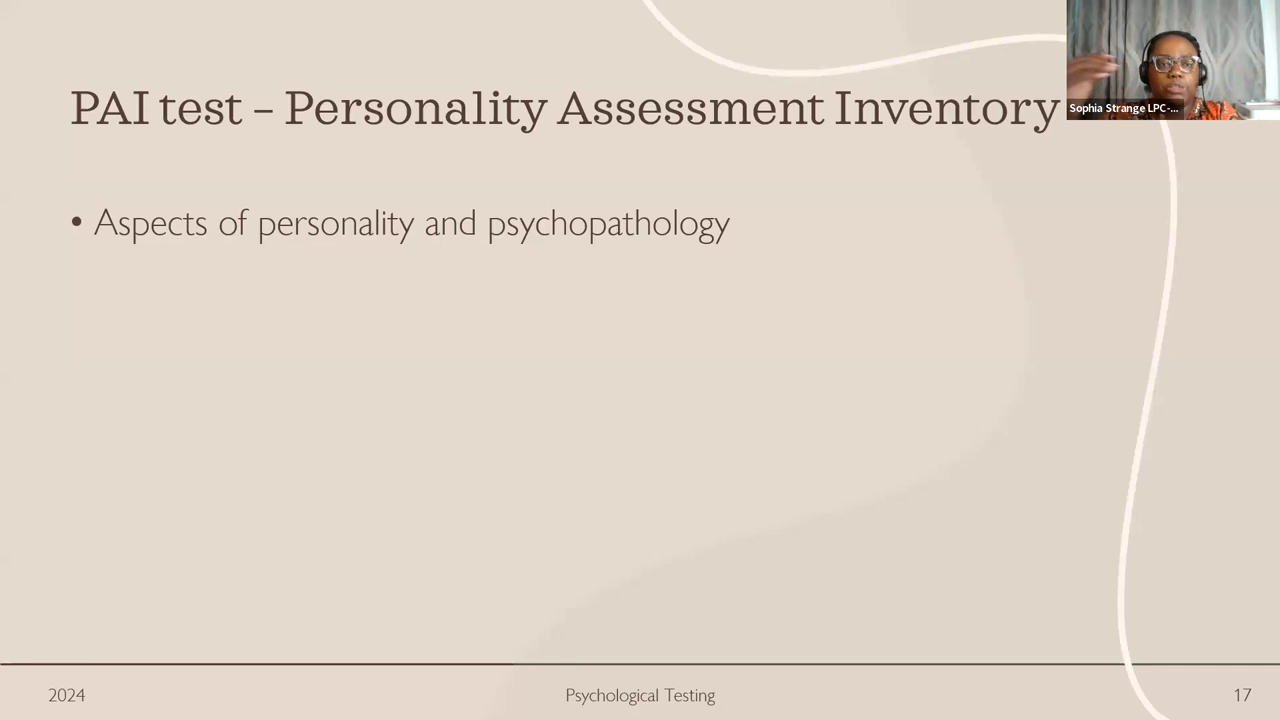 PAI test – Personality Assessment Inventory
Sophia Strange LPC-...
• Aspects of personality and psychopathology
2024
Psychological Testing
17